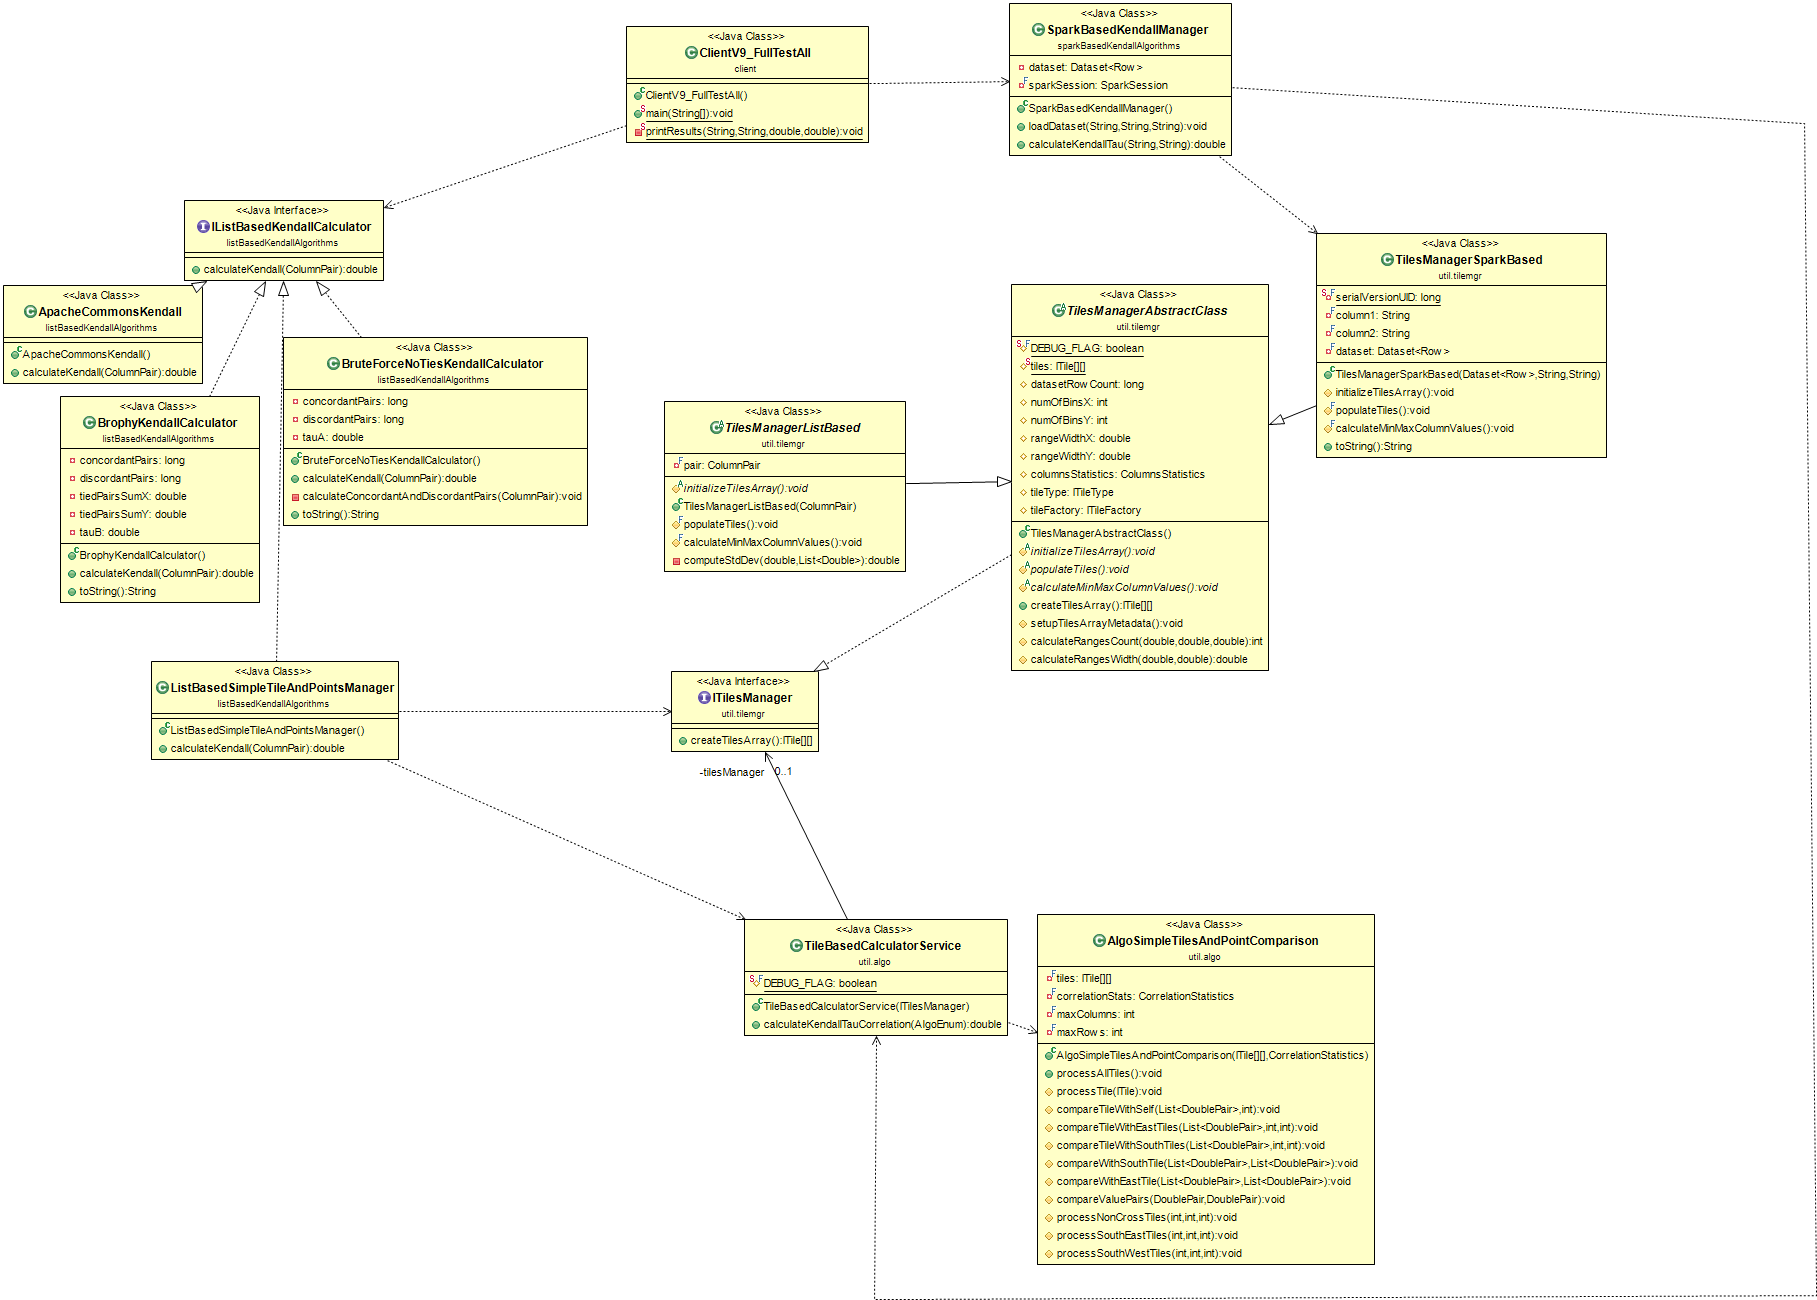 <<Java Class>>
ClientV9_FullTestAll
client
ClientV9_FullTestAll()
main(String[]):void
printResults(String,String,double,double):void
<<Java Class>>
SparkBasedKendallManager
sparkBasedKendallAlgorithms
dataset: Dataset<Row>
sparkSession: SparkSession
SparkBasedKendallManager()
loadDataset(String,String,String):void
calculateKendallTau(String,String):double
<<Java Interface>>
IListBasedKendallCalculator
listBasedKendallAlgorithms
calculateKendall(ColumnPair):double
<<Java Class>>
TilesManagerSparkBased
util.tilemgr
serialVersionUID: long
column1: String
column2: String
dataset: Dataset<Row>
TilesManagerSparkBased(Dataset<Row>,String,String)
initializeTilesArray():void
populateTiles():void
calculateMinMaxColumnValues():void
toString():String
<<Java Class>>
ApacheCommonsKendall
listBasedKendallAlgorithms
ApacheCommonsKendall()
calculateKendall(ColumnPair):double
<<Java Class>>
BruteForceNoTiesKendallCalculator
listBasedKendallAlgorithms
concordantPairs: long
discordantPairs: long
tauA: double
BruteForceNoTiesKendallCalculator()
calculateKendall(ColumnPair):double
calculateConcordantAndDiscordantPairs(ColumnPair):void
toString():String
<<Java Class>>
BrophyKendallCalculator
listBasedKendallAlgorithms
concordantPairs: long
discordantPairs: long
tiedPairsSumX: double
tiedPairsSumY: double
tauB: double
BrophyKendallCalculator()
calculateKendall(ColumnPair):double
toString():String
<<Java Class>>
TilesManagerListBased
util.tilemgr
pair: ColumnPair
initializeTilesArray():void
TilesManagerListBased(ColumnPair)
populateTiles():void
calculateMinMaxColumnValues():void
computeStdDev(double,List<Double>):double
<<Java Class>>
TilesManagerAbstractClass
util.tilemgr
DEBUG_FLAG: boolean
tiles: ITile[][]
datasetRowCount: long
numOfBinsX: int
numOfBinsY: int
rangeWidthX: double
rangeWidthY: double
columnsStatistics: ColumnsStatistics
tileType: ITileType
tileFactory: ITileFactory
TilesManagerAbstractClass()
initializeTilesArray():void
populateTiles():void
calculateMinMaxColumnValues():void
createTilesArray():ITile[][]
setupTilesArrayMetadata():void
calculateRangesCount(double,double,double):int
calculateRangesWidth(double,double):double
<<Java Class>>
ListBasedSimpleTileAndPointsManager
listBasedKendallAlgorithms
ListBasedSimpleTileAndPointsManager()
calculateKendall(ColumnPair):double
<<Java Interface>>
ITilesManager
util.tilemgr
createTilesArray():ITile[][]
-tilesManager 0..1
<<Java Class>>
TileBasedCalculatorService
util.algo
DEBUG_FLAG: boolean
TileBasedCalculatorService(ITilesManager)
calculateKendallTauCorrelation(AlgoEnum):double
<<Java Class>>
AlgoSimpleTilesAndPointComparison
util.algo
tiles: ITile[][]
correlationStats: CorrelationStatistics
maxColumns: int
maxRows: int
AlgoSimpleTilesAndPointComparison(ITile[][],CorrelationStatistics)
processAllTiles():void
processTile(ITile):void
compareTileWithSelf(List<DoublePair>,int):void
compareTileWithEastTiles(List<DoublePair>,int,int):void
compareTileWithSouthTiles(List<DoublePair>,int,int):void
compareWithSouthTile(List<DoublePair>,List<DoublePair>):void
compareWithEastTile(List<DoublePair>,List<DoublePair>):void
compareValuePairs(DoublePair,DoublePair):void
processNonCrossTiles(int,int,int):void
processSouthEastTiles(int,int,int):void
processSouthWestTiles(int,int,int):void